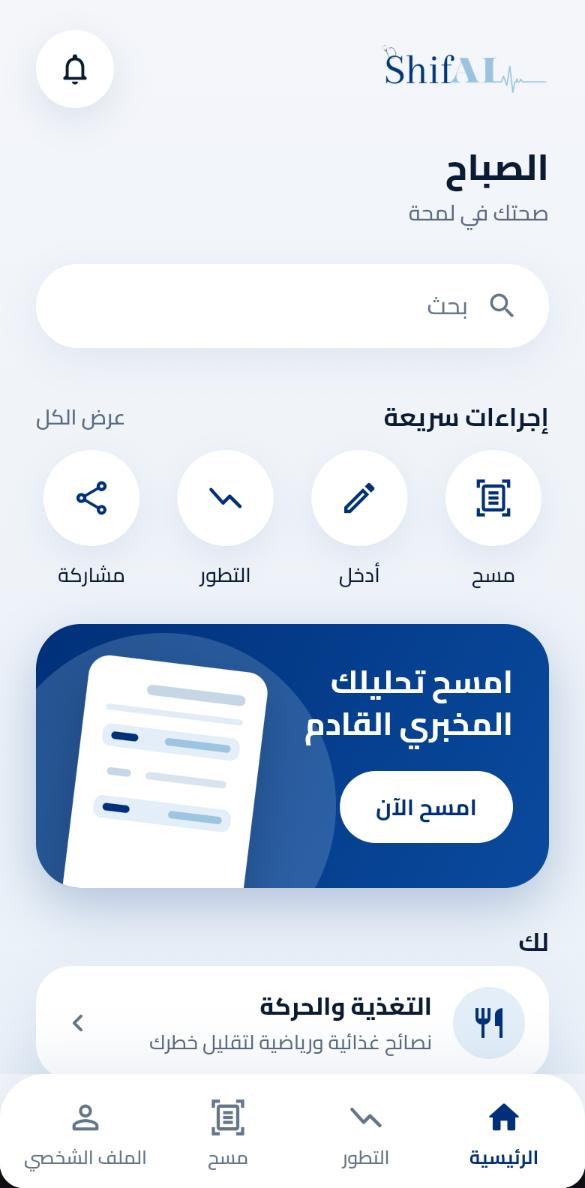 ShifAL
الصباح
صحتك في لمحة
بحث
إجراءات سريعة
عرض الكل
مسح
أدخل
التطور
مشاركة
امسح تحليلك
المخبري القادم
امسح الآن
لك
التغذية والحركة
نصائح غذائية ورياضية لتقليل خطرك
الرئيسية
التطور
مسح
الملف الشخصي